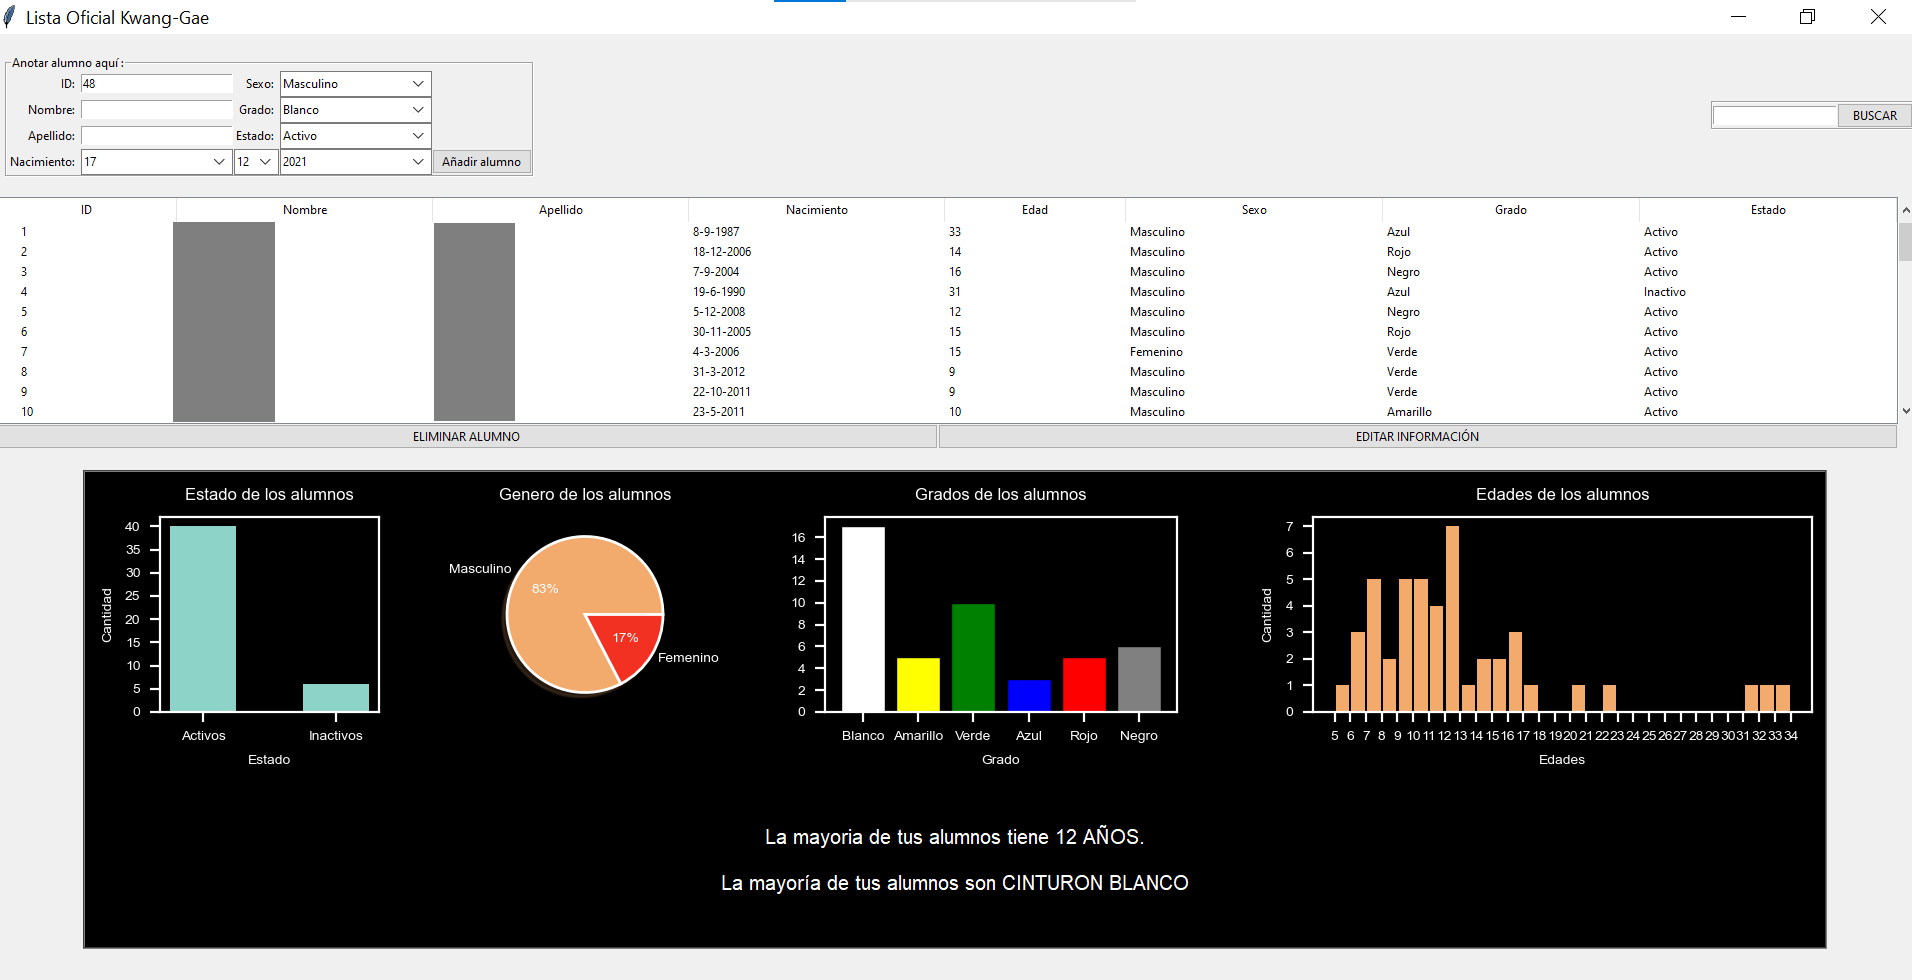 Lista Oficial Kwang-Gae
Anotar alumno aquí :
ID: 48 Sexo: Masculino
Nombre: Grado: Blanco
Apellido: Estado: Activo
Nacimiento: 17 12 2021 Añadir alumno
BUSCAR
ID Nombre Apellido Nacimiento Edad Sexo Grado Estado
1 8-9-1987 33 Masculino Azul Activo
2 18-12-2006 14 Masculino Rojo Activo
3 7-9-2004 16 Masculino Negro Activo
4 19-6-1990 31 Masculino Azul Inactivo
5 5-12-2008 12 Masculino Negro Activo
6 30-11-2005 15 Masculino Rojo Activo
7 4-3-2006 15 Femenino Verde Activo
8 31-3-2012 9 Masculino Verde Activo
9 22-10-2011 9 Masculino Verde Activo
10 23-5-2011 10 Masculino Amarillo Activo
ELIMINAR ALUMNO EDITAR INFORMACIÓN
Estado de los alumnos
40
35
30
25
20
15
10
5
0
Cantidad
Activos Inactivos
Estado
Genero de los alumnos
Masculino
83%
17%
Femenino
Grados de los alumnos
16
14
12
10
8
6
4
2
0
Blanco Amarillo Verde Azul Rojo Negro
Grado
Edades de los alumnos
7
6
5
4
3
2
1
0
Cantidad
5 6 7 8 9 10 11 12 13 14 15 16 17 18 19 20 21 22 23 24 25 26 27 28 29 30 31 32 33 34
Edades
La mayoria de tus alumnos tiene 12 AÑOS.
La mayoría de tus alumnos son CINTURON BLANCO